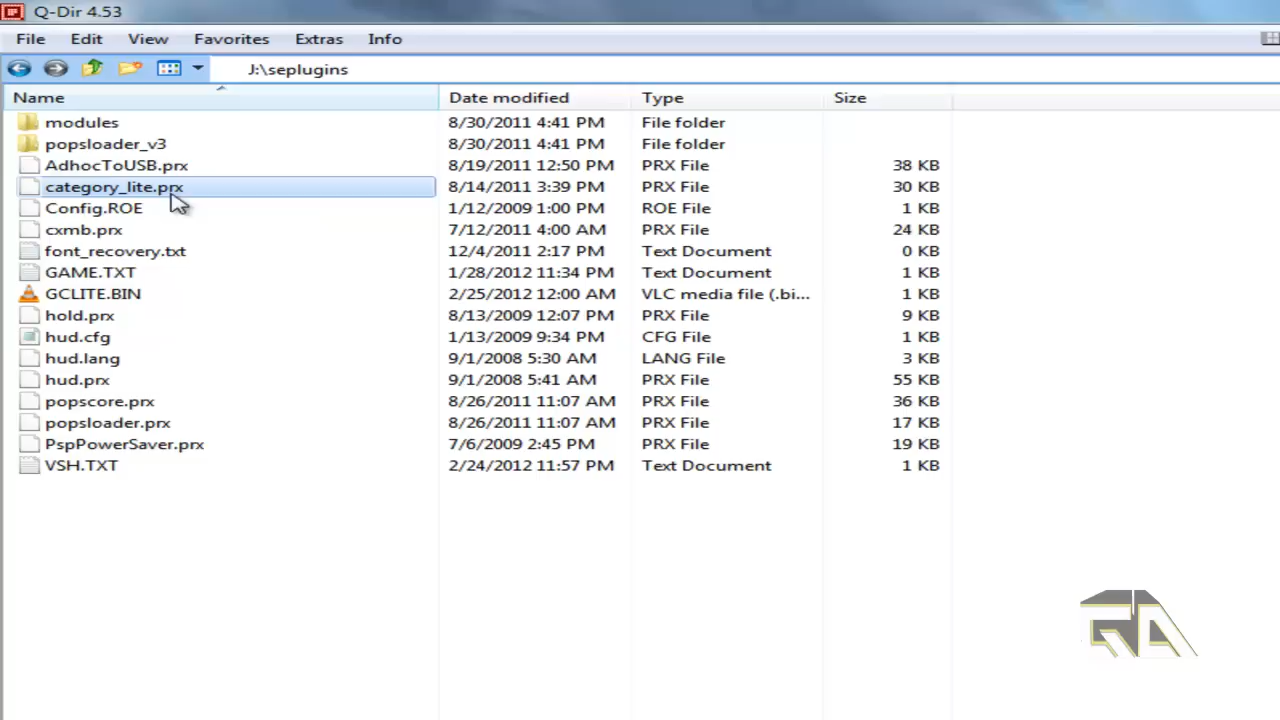 Q-Dir 4.53
File Edit View Favorites Extras Info
J:\seplugins
Name Date modified Type Size
modules 8/30/2011 4:41 PM File folder
popsloader_v3 8/30/2011 4:41 PM File folder
AdhocToUSB.prx 8/19/2011 12:50 PM PRX File 38 KB
category_lite.prx 8/14/2011 3:39 PM PRX File 30 KB
Config.ROE 1/12/2009 1:00 PM ROE File 1 KB
cxmb.prx 7/12/2011 4:00 AM PRX File 24 KB
font_recovery.txt 12/4/2011 2:17 PM Text Document 0 KB
GAME.TXT 1/28/2012 11:34 PM Text Document 1 KB
GCLITE.BIN 2/25/2012 12:00 AM VLC media file (.bi... 1 KB
hold.prx 8/13/2009 12:07 PM PRX File 9 KB
hud.cfg 1/13/2009 9:34 PM CFG File 1 KB
hud.lang 9/1/2008 5:30 AM LANG File 3 KB
hud.prx 9/1/2008 5:41 AM PRX File 55 KB
popscore.prx 8/26/2011 11:07 AM PRX File 36 KB
popsloader.prx 8/26/2011 11:07 AM PRX File 17 KB
PspPowerSaver.prx 7/6/2009 2:45 PM PRX File 19 KB
VSH.TXT 2/24/2012 11:57 PM Text Document 1 KB